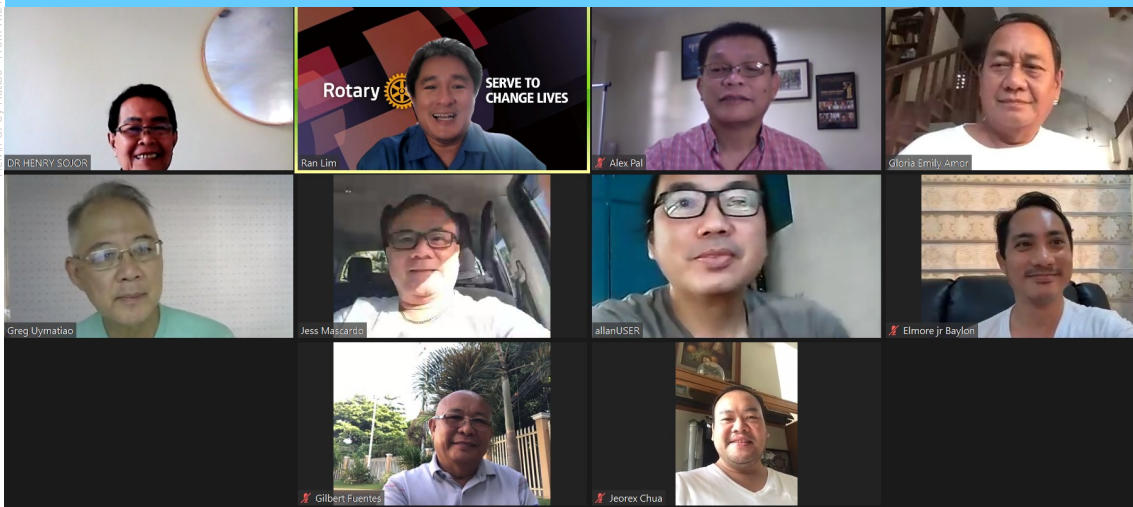 DR HENRY SOJOR
Rotary
SERVE TO
CHANGE LIVES
Ran Lim
Alex Pal
Gloria Emily Amor
Greg Uymatiao
Jess Mascardo
allanUSER
Elmore jr Baylon
Gilbert Fuentes
Jeorex Chua